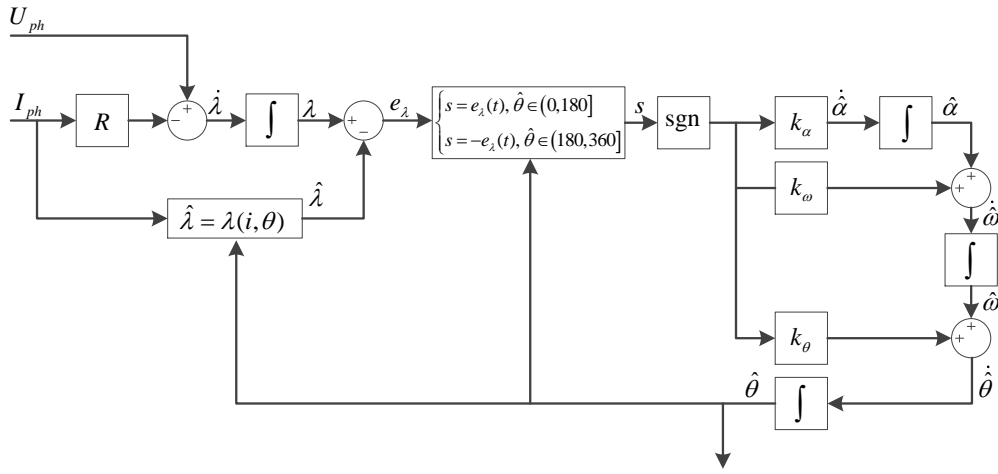 U_ph
I_ph
R
−
+
λ̇
∫
λ
+
−
e_λ
{ s = e_λ(t), θ̂ ∈ (0,180]
s = −e_λ(t), θ̂ ∈ (180,360]
s
sgn
k_α
α̂̇
∫
α̂
λ̂ = λ(i,θ)
λ̂
k_ω
+
+
ω̂̇
∫
ω̂
k_θ
+
+
θ̂̇
∫
θ̂